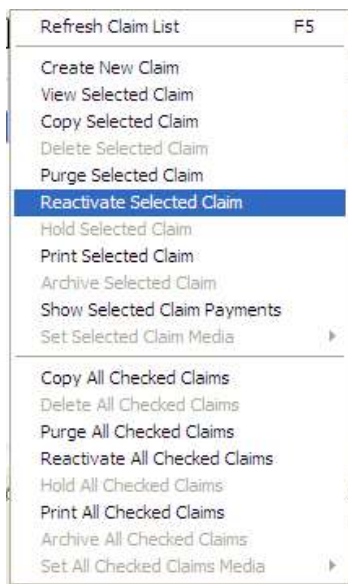 Refresh Claim List F5
Create New Claim
View Selected Claim
Copy Selected Claim
Delete Selected Claim
Purge Selected Claim
Reactivate Selected Claim
Hold Selected Claim
Print Selected Claim
Archive Selected Claim
Show Selected Claim Payments
Set Selected Claim Media
Copy All Checked Claims
Delete All Checked Claims
Purge All Checked Claims
Reactivate All Checked Claims
Hold All Checked Claims
Print All Checked Claims
Archive All Checked Claims
Set All Checked Claims Media